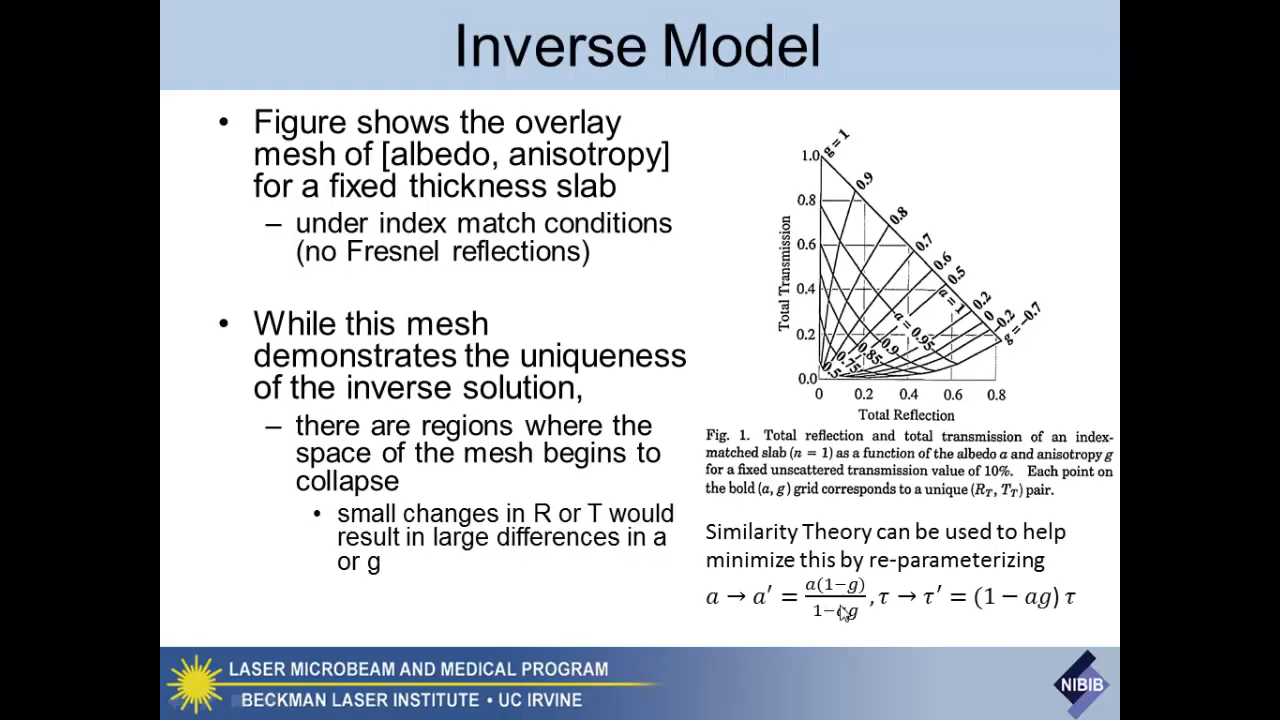 Inverse Model
• Figure shows the overlay
mesh of [albedo, anisotropy]
for a fixed thickness slab
– under index match conditions
(no Fresnel reflections)
• While this mesh
demonstrates the uniqueness
of the inverse solution,
– there are regions where the
space of the mesh begins to
collapse
• small changes in R or T would
result in large differences in a
or g
g = 1
0.9
0.8
0.7
0.6
0.5
0.2
0
-0.2
g = -0.7
a = 1
a = 0.95
0.9
0.85
0.75
0.5
1.0
0.8
0.6
0.4
0.2
0.0
Total Transmission
0 0.2 0.4 0.6 0.8
Total Reflection
Fig. 1. Total reflection and total transmission of an index-
matched slab (n = 1) as a function of the albedo a and anisotropy g
for a fixed unscattered transmission value of 10%. Each point on
the bold (a, g) grid corresponds to a unique (R_T, T_T) pair.
Similarity Theory can be used to help
minimize this by re-parameterizing
a → a′ = a(1−g)/1−ag, τ → τ′ = (1 − ag) τ
LASER MICROBEAM AND MEDICAL PROGRAM
BECKMAN LASER INSTITUTE • UC IRVINE
NIBIB